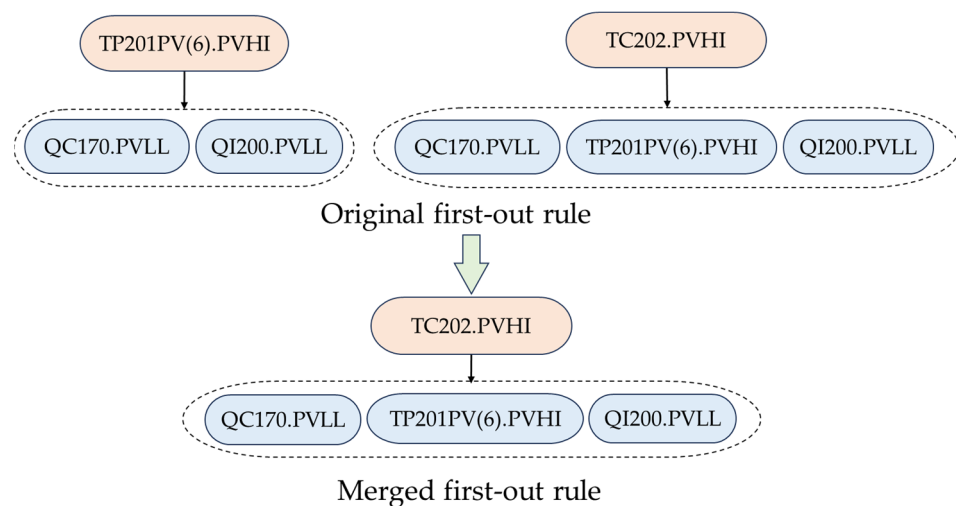 TP201PV(6).PVHI
TC202.PVHI
QC170.PVLL QI200.PVLL
QC170.PVLL TP201PV(6).PVHI QI200.PVLL
Original first-out rule
TC202.PVHI
QC170.PVLL TP201PV(6).PVHI QI200.PVLL
Merged first-out rule